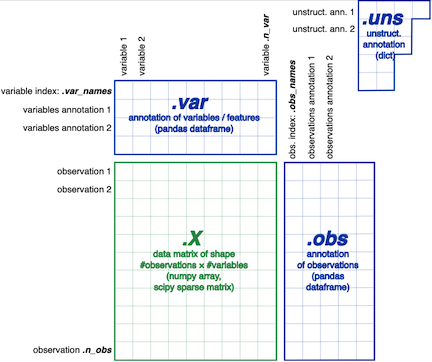 unstruct. ann. 1
unstruct. ann. 2
.uns
unstruct.
annotation
(dict)
variable 1
variable 2
variable .n_var
obs. index: .obs_names
observations annotation 1
observations annotation 2
variable index: .var_names
variables annotation 1
variables annotation 2
.var
annotation of variables / features
(pandas dataframe)
observation 1
observation 2
observation .n_obs
.X
data matrix of shape
#observations × #variables
(numpy array,
scipy sparse matrix)
.obs
annotation
of observations
(pandas
dataframe)